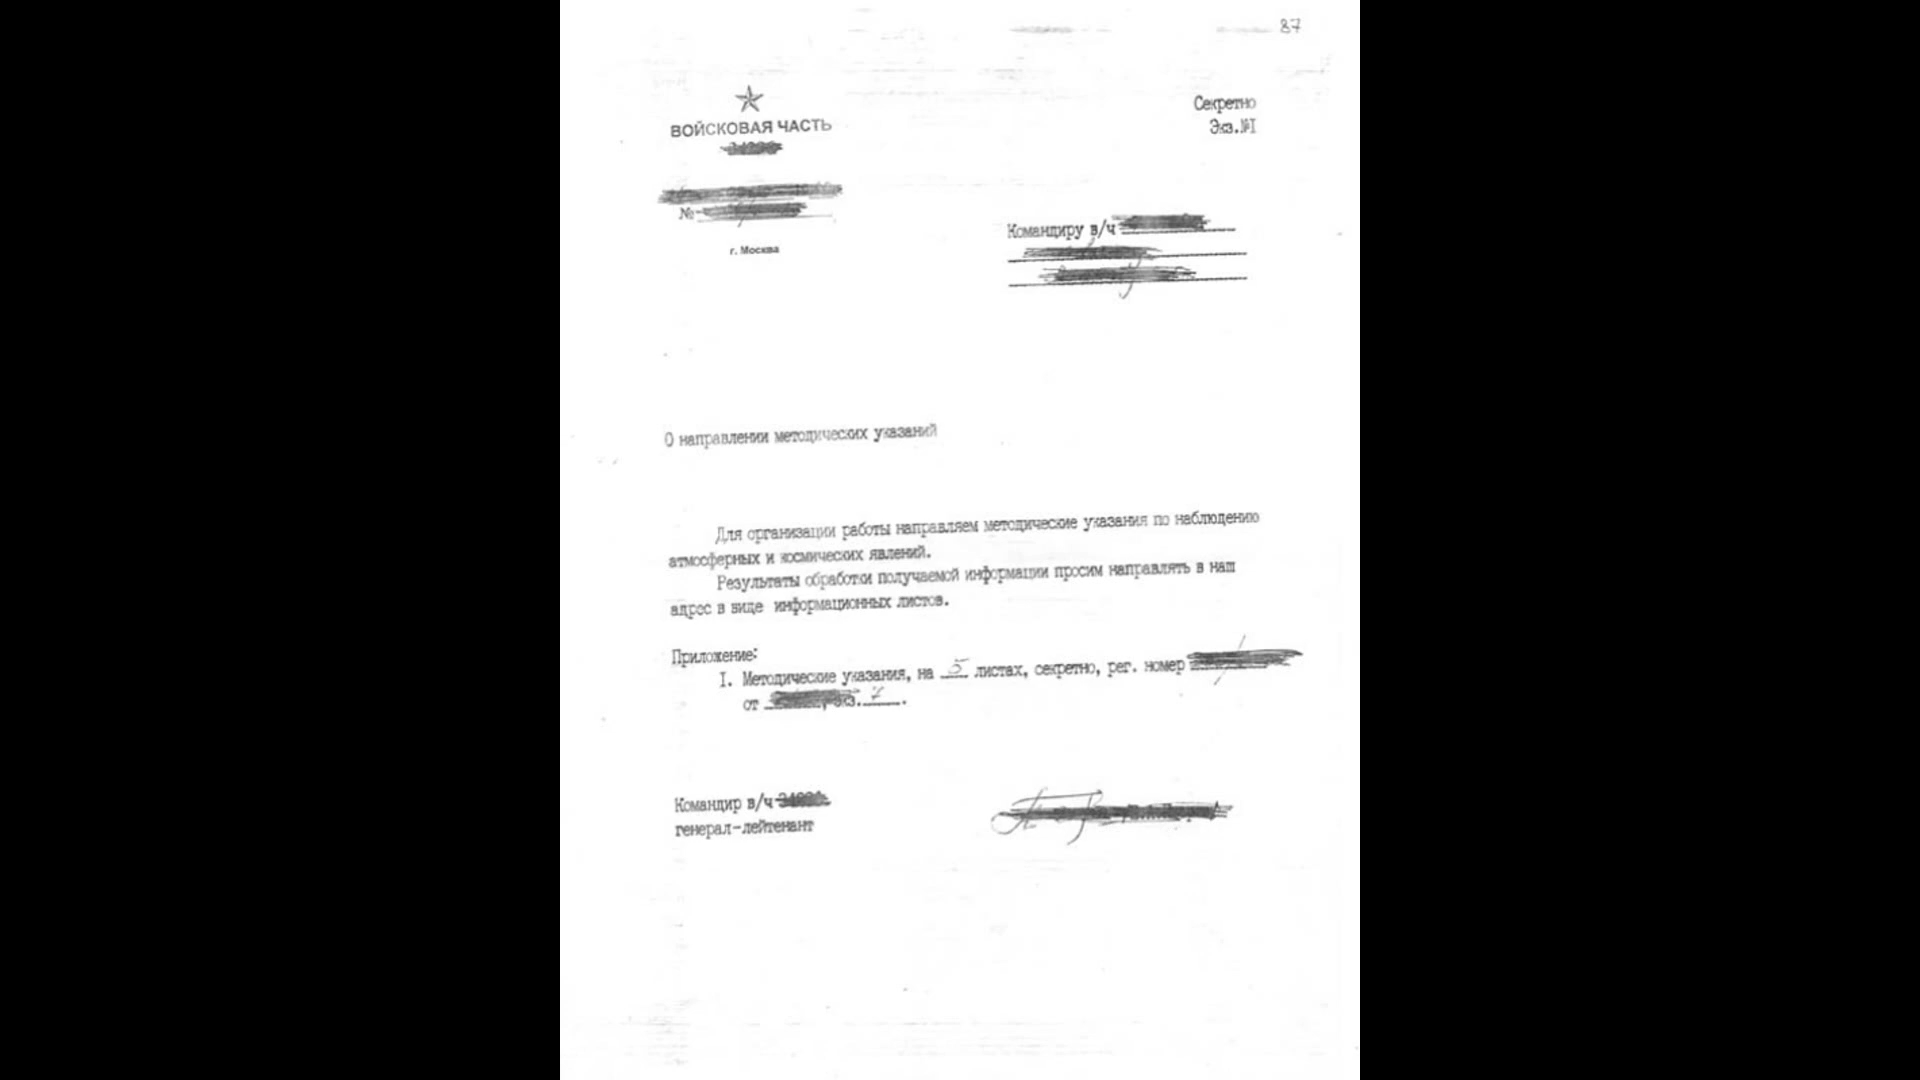 87
Секретно
Экз.№I
ВОЙСКОВАЯ ЧАСТЬ
№
г. Москва
Командиру в/ч
О направлении методических указаний
Для организации работы направляем методические указания по наблюдению
атмосферных и космических явлений.
Результаты обработки получаемой информации просим направлять в наш
адрес в виде информационных листов.
Приложение:
I. Методические указания, на 5 листах, секретно, рег. номер
от экз. 7.
Командир в/ч
генерал-лейтенант